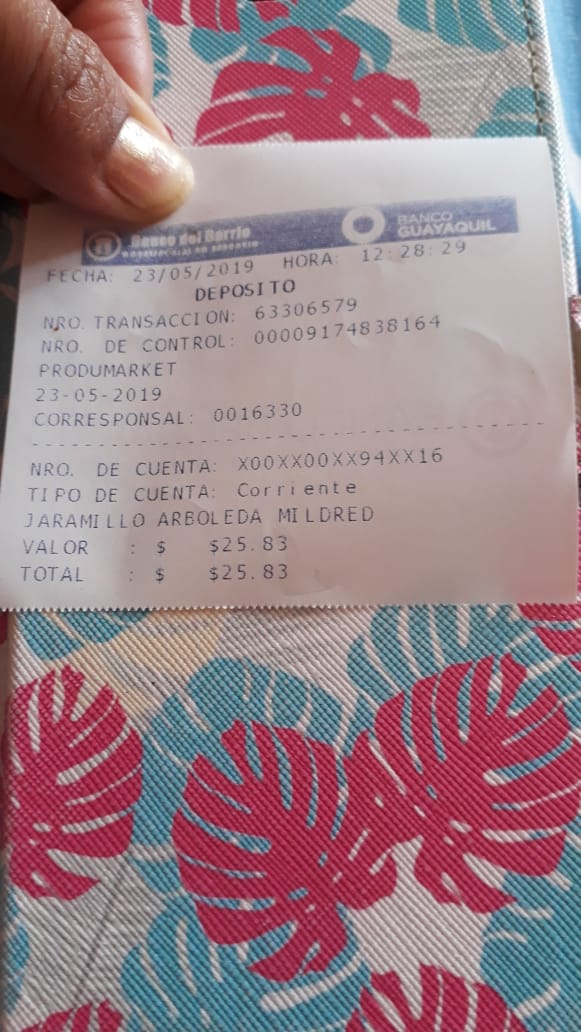 Banco del Barrio
BANCO
GUAYAQUIL
FECHA: 23/05/2019 HORA: 12:28:29
DEPOSITO
NRO. TRANSACCION: 63306579
NRO. DE CONTROL: 00009174838164
PRODUMARKET
23-05-2019
CORRESPONSAL: 0016330
--------------------------------
NRO. DE CUENTA: X00XX00XX94XX16
TIPO DE CUENTA: Corriente
JARAMILLO ARBOLEDA MILDRED
VALOR : $ $25.83
TOTAL : $ $25.83